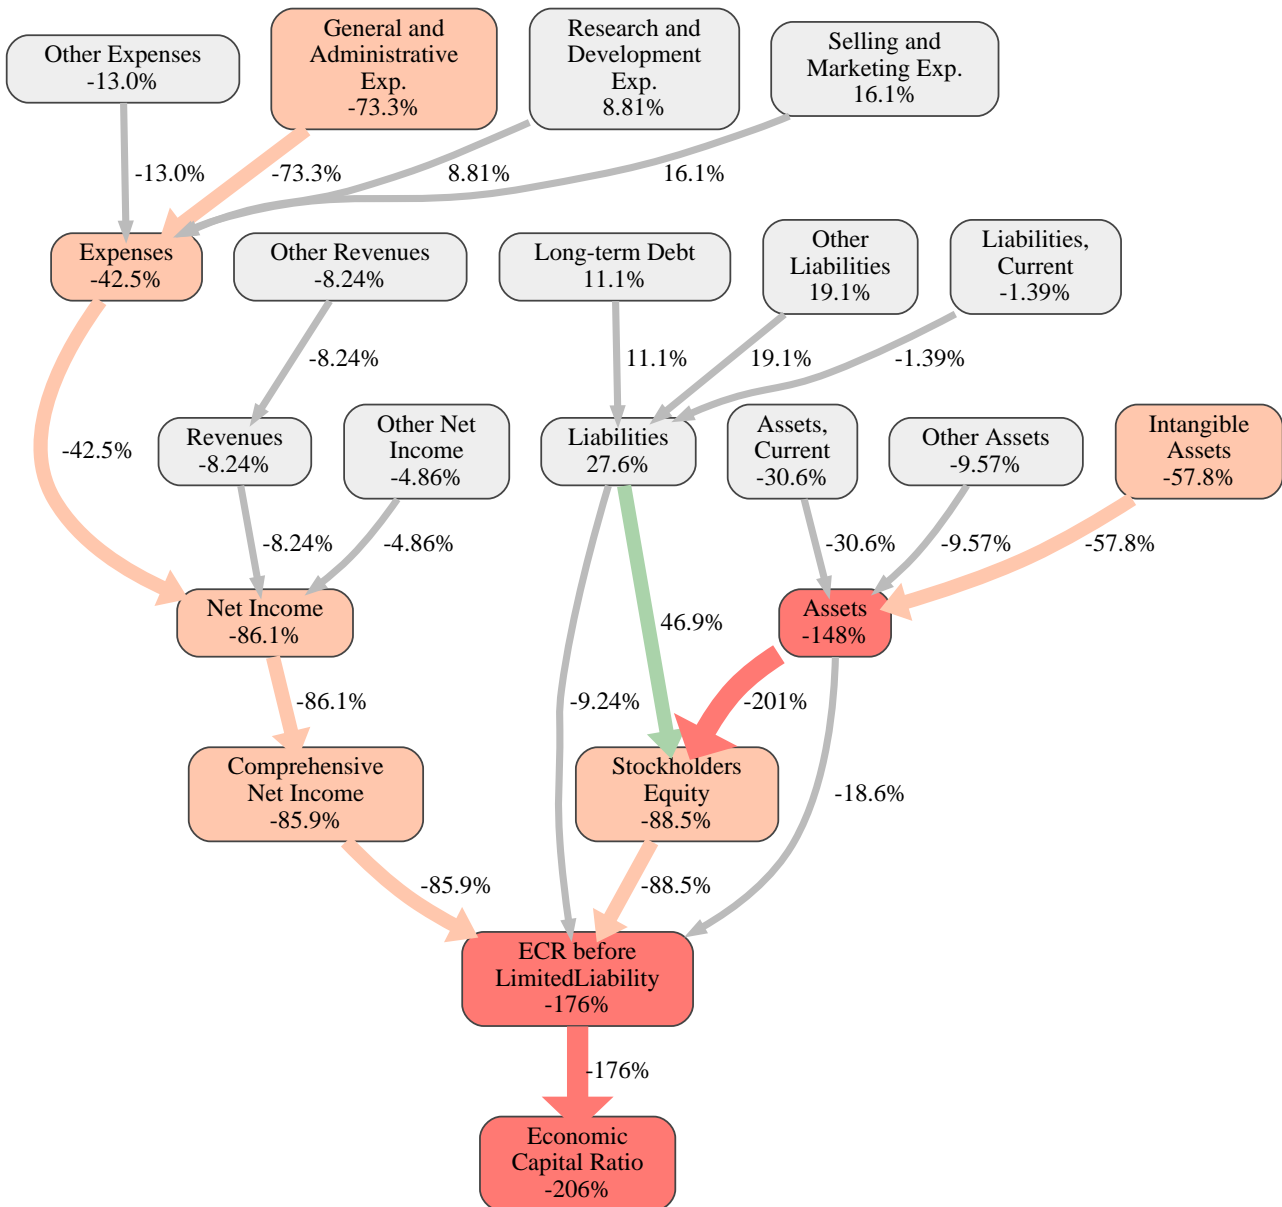 Other Expenses
-13.0%
General and
Administrative
Exp.
-73.3%
Research and
Development
Exp.
8.81%
Selling and
Marketing Exp.
16.1%
-13.0%
-73.3%
8.81%
16.1%
Expenses
-42.5%
Other Revenues
-8.24%
Long-term Debt
11.1%
Other
Liabilities
19.1%
Liabilities,
Current
-1.39%
-8.24%
11.1%
19.1%
-1.39%
-42.5%
Revenues
-8.24%
Other Net
Income
-4.86%
Liabilities
27.6%
Assets,
Current
-30.6%
Other Assets
-9.57%
Intangible
Assets
-57.8%
-8.24%
-4.86%
-30.6%
-9.57%
-57.8%
Net Income
-86.1%
46.9%
Assets
-148%
-86.1%
-9.24%
-201%
-18.6%
Comprehensive
Net Income
-85.9%
Stockholders
Equity
-88.5%
-85.9%
-88.5%
ECR before
LimitedLiability
-176%
-176%
Economic
Capital Ratio
-206%